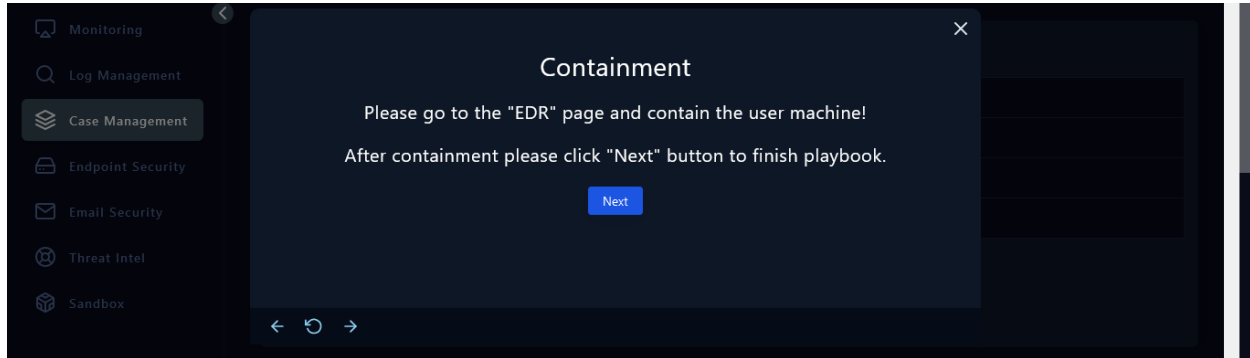 Monitoring
Log Management
Case Management
Endpoint Security
Email Security
Threat Intel
Sandbox
Containment
Please go to the "EDR" page and contain the user machine!
After containment please click "Next" button to finish playbook.
Next